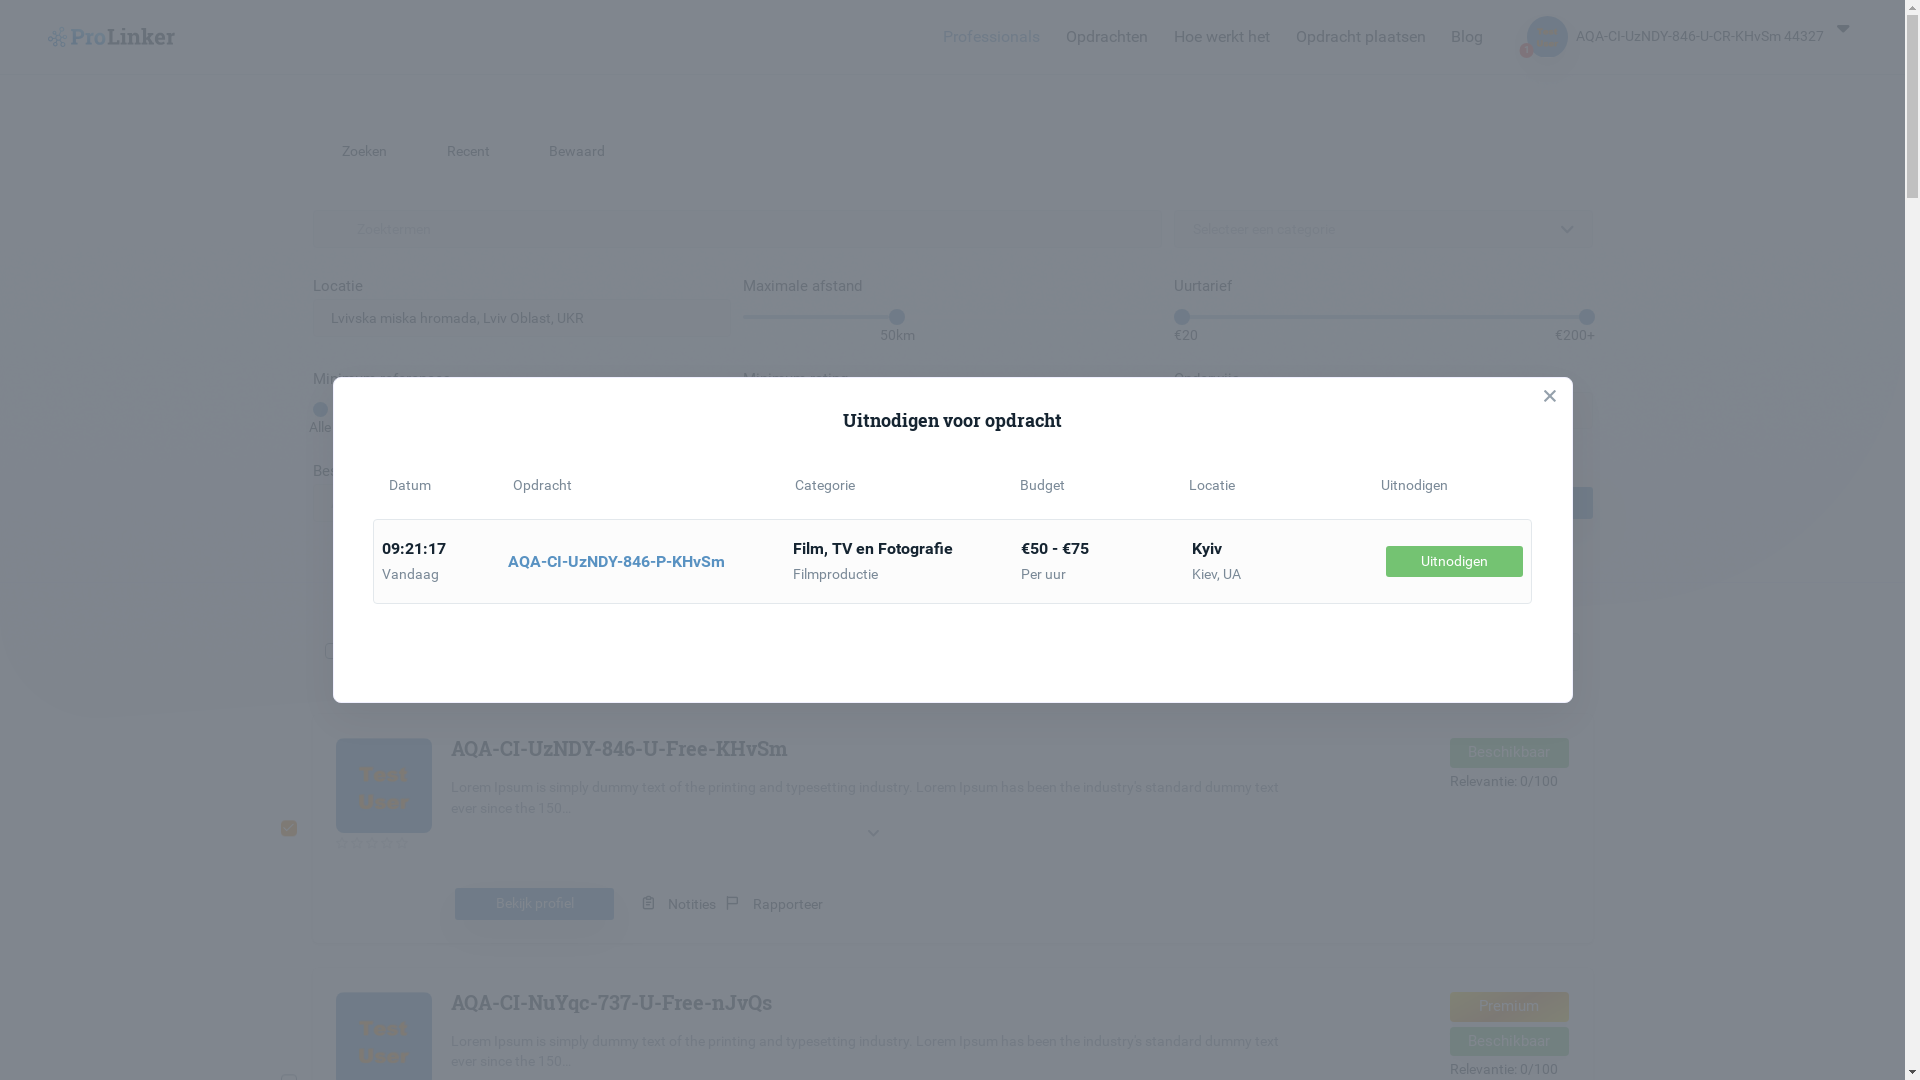 ProLinker
Professionals Opdrachten Hoe werkt het Opdracht plaatsen Blog
1 AQA-CI-UzNDY-846-U-CR-KHvSm 44327
Zoeken Recent Bewaard
Zoektermen Selecteer een categorie
Locatie Maximale afstand Uurtarief
Lvivska miska hromada, Lviv Oblast, UKR
50km €20 €200+
Alle
Uitnodigen voor opdracht
Datum Opdracht Categorie Budget Locatie Uitnodigen
09:21:17 AQA-CI-UzNDY-846-P-KHvSm Film, TV en Fotografie €50 - €75 Kyiv Uitnodigen
Vandaag Filmproductie Per uur Kiev, UA
AQA-CI-UzNDY-846-U-Free-KHvSm Beschikbaar
Test User
Lorem Ipsum is simply dummy text of the printing and typesetting industry. Lorem Ipsum has been the industry's standard dummy text
ever since the 150...
Relevantie: 0/100
Bekijk profiel Notities Rapporteer
AQA-CI-NuYqc-737-U-Free-nJvQs Premium
Test User
Lorem Ipsum is simply dummy text of the printing and typesetting industry. Lorem Ipsum has been the industry's standard dummy text
ever since the 150...
Beschikbaar
Relevantie: 0/100